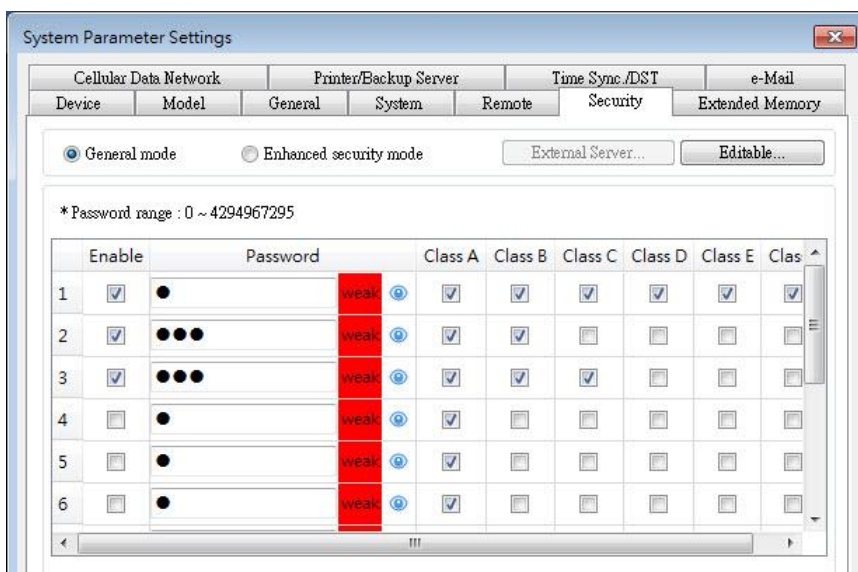 System Parameter Settings
Cellular Data Network Printer/Backup Server Time Sync./DST e-Mail
Device Model General System Remote Security Extended Memory
General mode Enhanced security mode External Server... Editable...
* Password range : 0 ~ 4294967295
Enable Password Class A Class B Class C Class D Class E Clas
1 ● weak
2 ●●● weak
3 ●●● weak
4 ● weak
5 ● weak
6 ● weak